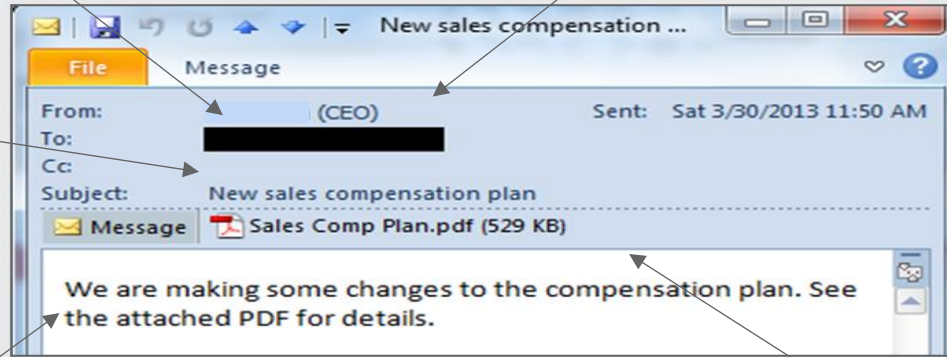 New sales compensation ...
File Message
From: (CEO) Sent: Sat 3/30/2013 11:50 AM
To:
Cc:
Subject: New sales compensation plan
Message Sales Comp Plan.pdf (529 KB)
We are making some changes to the compensation plan. See
the attached PDF for details.